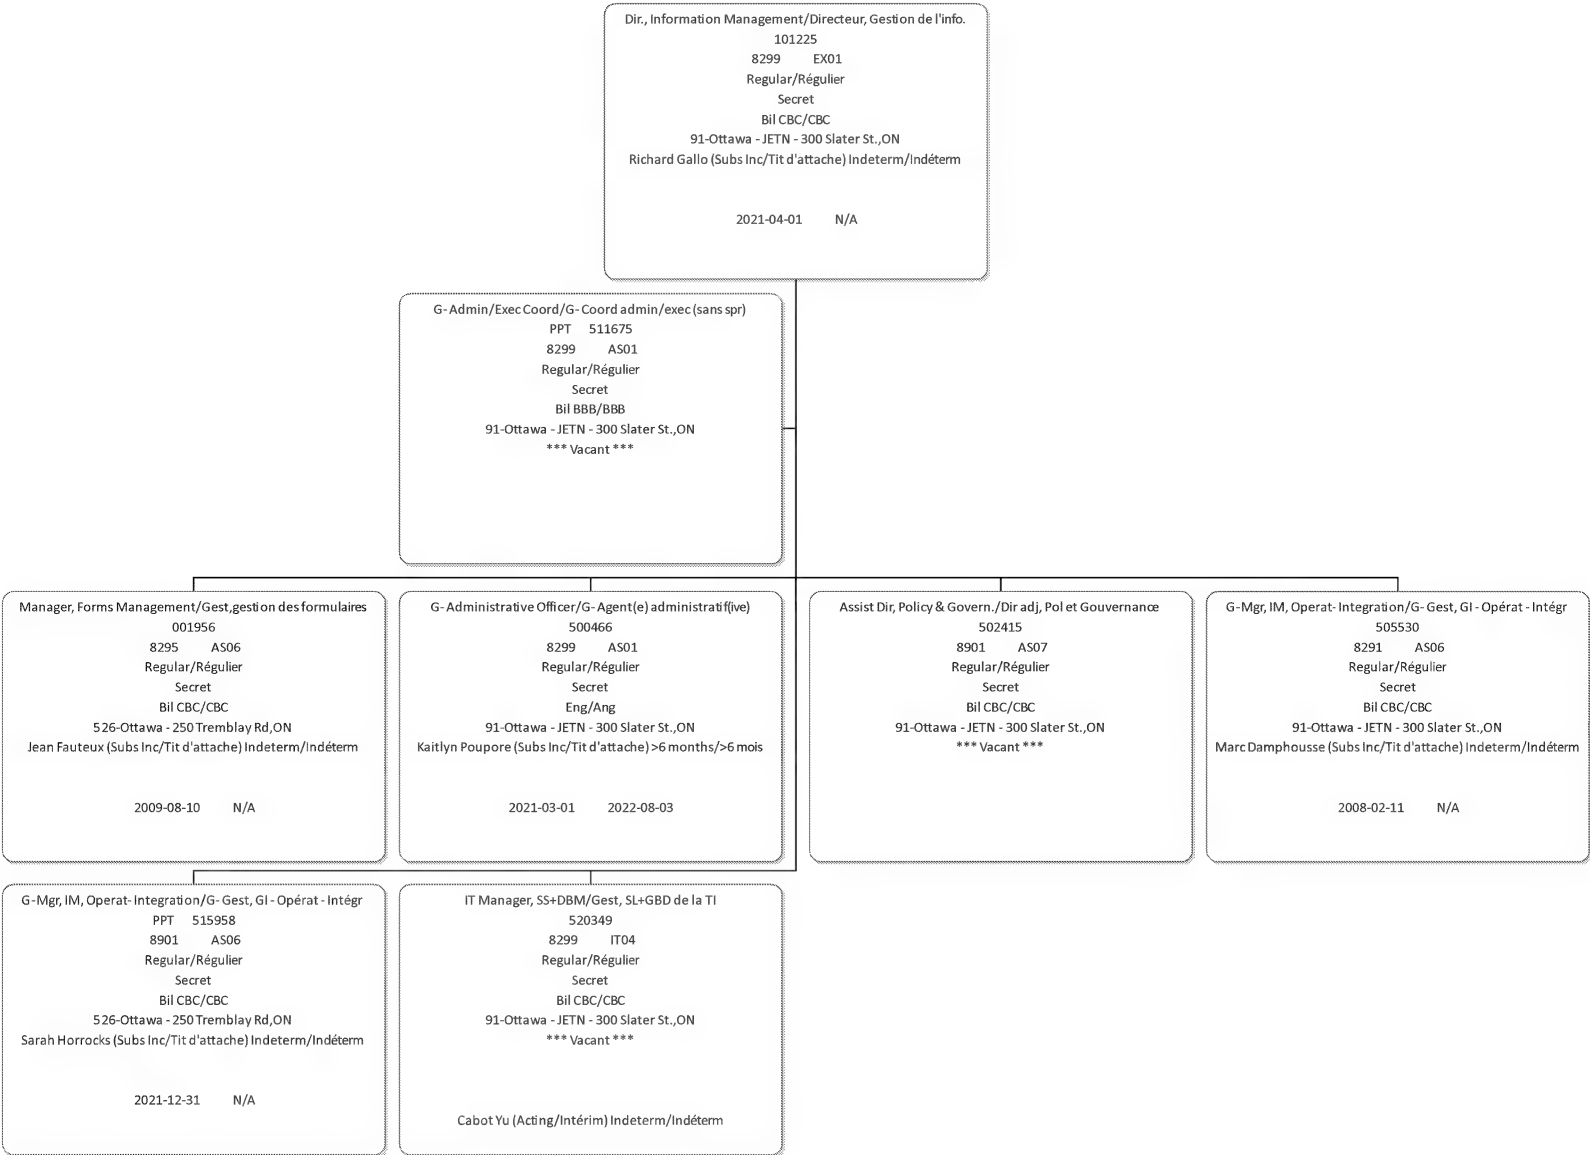 Dir., Information Management/Directeur, Gestion de l'info.
101225
8299 EX01
Regular/Régulier
Secret
Bil CBC/CBC
91-Ottawa - JETN - 300 Slater St.,ON
Richard Gallo (Subs Inc/Tit d'attache) Indeterm/Indéterm
2021-04-01 N/A
G- Admin/Exec Coord/G- Coord admin/exec (sans spr)
PPT 511675
8299 AS01
Regular/Régulier
Secret
Bil BBB/BBB
91-Ottawa - JETN - 300 Slater St.,ON
*** Vacant ***
Manager, Forms Management/Gest,gestion des formulaires
001956
8295 AS06
Regular/Régulier
Secret
Bil CBC/CBC
526-Ottawa - 250 Tremblay Rd,ON
Jean Fauteux (Subs Inc/Tit d'attache) Indeterm/Indéterm
2009-08-10 N/A
G- Administrative Officer/G- Agent(e) administratif(ive)
500466
8299 AS01
Regular/Régulier
Secret
Eng/Ang
91-Ottawa - JETN - 300 Slater St.,ON
Kaitlyn Poupore (Subs Inc/Tit d'attache) >6 months/>6 mois
2021-03-01 2022-08-03
Assist Dir, Policy & Govern./Dir adj, Pol et Gouvernance
502415
8901 AS07
Regular/Régulier
Secret
Bil CBC/CBC
91-Ottawa - JETN - 300 Slater St.,ON
*** Vacant ***
G-Mgr, IM, Operat- Integration/G- Gest, GI - Opérat - Intégr
505530
8291 AS06
Regular/Régulier
Secret
Bil CBC/CBC
91-Ottawa - JETN - 300 Slater St.,ON
Marc Damphousse (Subs Inc/Tit d'attache) Indeterm/Indéterm
2008-02-11 N/A
G-Mgr, IM, Operat- Integration/G- Gest, GI - Opérat - Intégr
PPT 515958
8901 AS06
Regular/Régulier
Secret
Bil CBC/CBC
526-Ottawa - 250 Tremblay Rd,ON
Sarah Horrocks (Subs Inc/Tit d'attache) Indeterm/Indéterm
2021-12-31 N/A
IT Manager, SS+DBM/Gest, SL+GBD de la TI
520349
8299 IT04
Regular/Régulier
Secret
Bil CBC/CBC
91-Ottawa - JETN - 300 Slater St.,ON
*** Vacant ***
Cabot Yu (Acting/Intérim) Indeterm/Indéterm